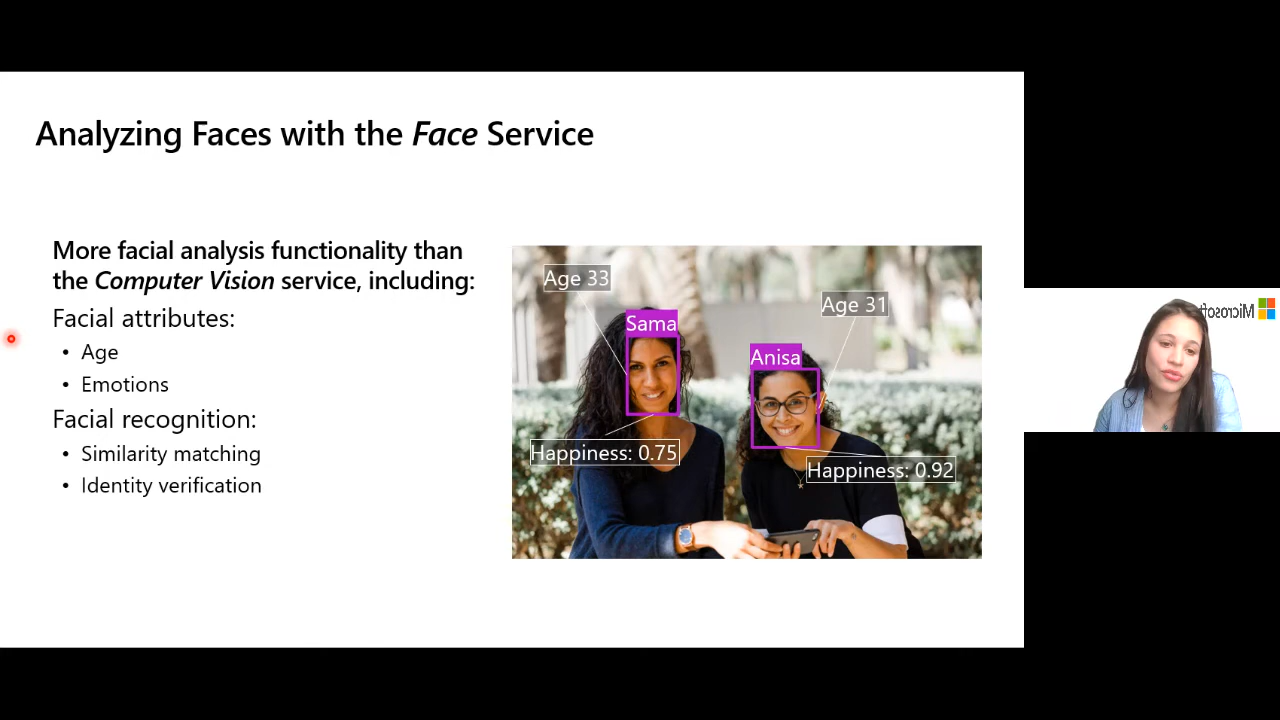 Analyzing Faces with the Face Service
More facial analysis functionality than
the Computer Vision service, including:
Facial attributes:
• Age
• Emotions
Facial recognition:
• Similarity matching
• Identity verification
Age 33
Sama
Happiness: 0.75
Age 31
Anisa
Happiness: 0.92
Microsoft